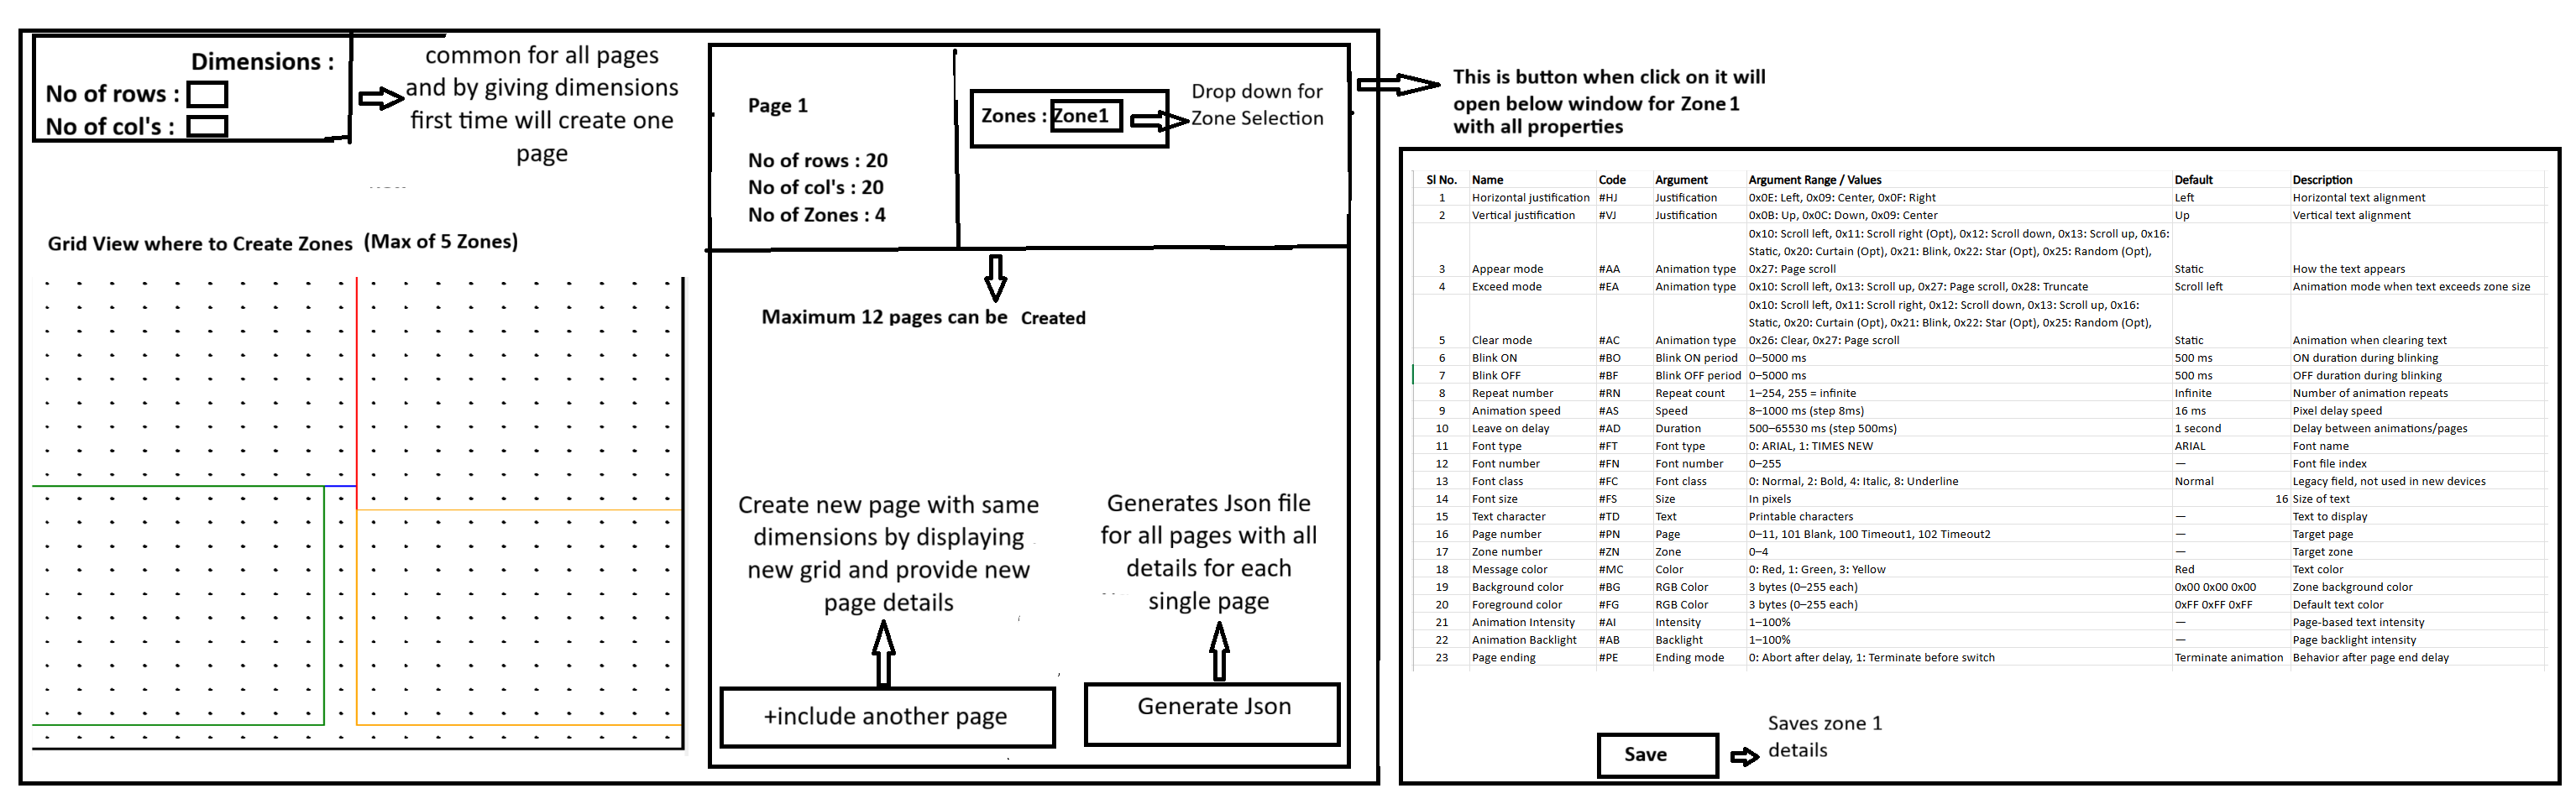 Dimensions :
No of rows :
No of col's :
common for all pages
and by giving dimensions
first time will create one
page
Grid View where to Create Zones (Max of 5 Zones)
Page 1
No of rows : 20
No of col's : 20
No of Zones : 4
Zones : Zone1
Drop down for
Zone Selection
Maximum 12 pages can be Created
Create new page with same
dimensions by displaying
new grid and provide new
page details
Generates Json file
for all pages with all
details for each
single page
+include another page
Generate Json
This is button when click on it will
open below window for Zone 1
with all properties
Sl No. Name Code Argument Argument Range / Values Default Description
1 Horizontal justification #HJ Justification 0x0E: Left, 0x09: Center, 0x0F: Right Left Horizontal text alignment
2 Vertical justification #VJ Justification 0x0B: Up, 0x0C: Down, 0x09: Center Up Vertical text alignment
0x10: Scroll left, 0x11: Scroll right (Opt), 0x12: Scroll down, 0x13: Scroll up, 0x16:
Static, 0x20: Curtain (Opt), 0x21: Blink, 0x22: Star (Opt), 0x25: Random (Opt),
3 Appear mode #AA Animation type 0x27: Page scroll Static How the text appears
4 Exceed mode #EA Animation type 0x10: Scroll left, 0x13: Scroll up, 0x27: Page scroll, 0x28: Truncate Scroll left Animation mode when text exceeds zone size
0x10: Scroll left, 0x11: Scroll right, 0x12: Scroll down, 0x13: Scroll up, 0x16:
Static, 0x20: Curtain (Opt), 0x21: Blink, 0x22: Star (Opt), 0x25: Random (Opt),
5 Clear mode #AC Animation type 0x26: Clear, 0x27: Page scroll Static Animation when clearing text
6 Blink ON #BO Blink ON period 0–5000 ms 500 ms ON duration during blinking
7 Blink OFF #BF Blink OFF period 0–5000 ms 500 ms OFF duration during blinking
8 Repeat number #RN Repeat count 1–254, 255 = infinite Infinite Number of animation repeats
9 Animation speed #AS Speed 8–1000 ms (step 8ms) 16 ms Pixel delay speed
10 Leave on delay #AD Duration 500–65530 ms (step 500ms) 1 second Delay between animations/pages
11 Font type #FT Font type 0: ARIAL, 1: TIMES NEW ARIAL Font name
12 Font number #FN Font number 0–255 — Font file index
13 Font class #FC Font class 0: Normal, 2: Bold, 4: Italic, 8: Underline Normal Legacy field, not used in new devices
14 Font size #FS Size In pixels 16 Size of text
15 Text character #TD Text Printable characters — Text to display
16 Page number #PN Page 0–11, 101 Blank, 100 Timeout1, 102 Timeout2 — Target page
17 Zone number #ZN Zone 0–4 — Target zone
18 Message color #MC Color 0: Red, 1: Green, 3: Yellow Red Text color
19 Background color #BG RGB Color 3 bytes (0–255 each) 0x00 0x00 0x00 Zone background color
20 Foreground color #FG RGB Color 3 bytes (0–255 each) 0xFF 0xFF 0xFF Default text color
21 Animation Intensity #AI Intensity 1–100% — Page-based text intensity
22 Animation Backlight #AB Backlight 1–100% — Page backlight intensity
23 Page ending #PE Ending mode 0: Abort after delay, 1: Terminate before switch Terminate animation Behavior after page end delay
Save
Saves zone 1
details